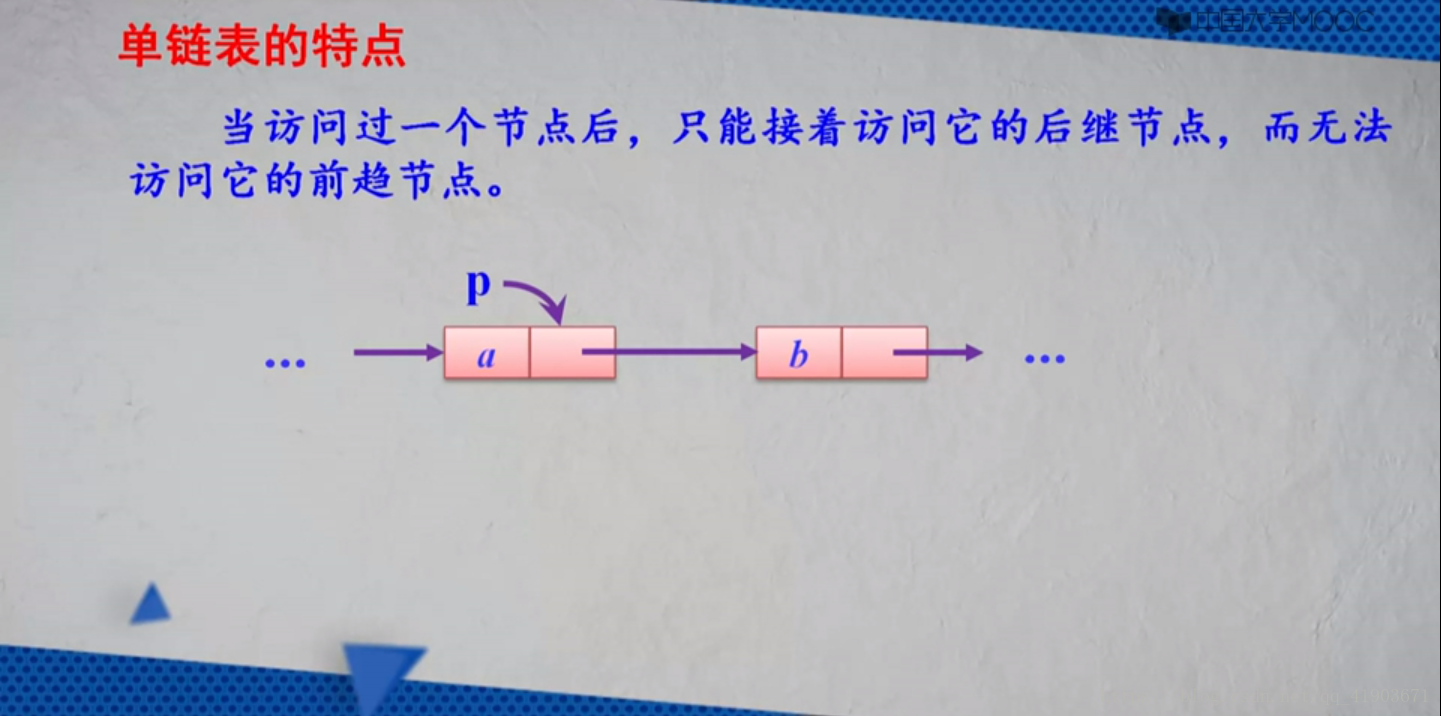 中国大学MOOC
单链表的特点
当访问过一个节点后，只能接着访问它的后继节点，而无法
访问它的前趋节点。
p
... a b ...